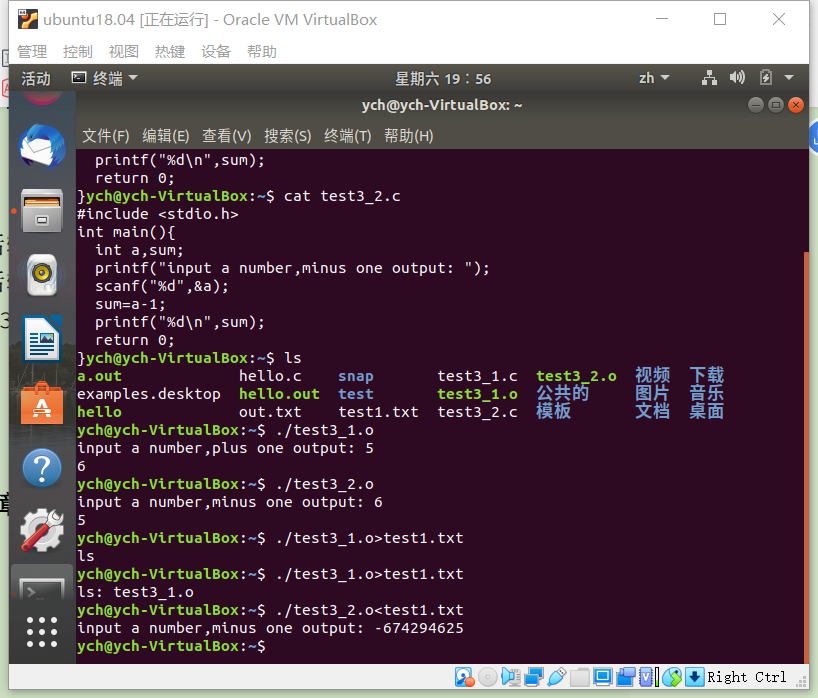 ubuntu18.04 [正在运行] - Oracle VM VirtualBox
管理 控制 视图 热键 设备 帮助
活动 终端 星期六 19：56 zh
ych@ych-VirtualBox: ~
文件(F) 编辑(E) 查看(V) 搜索(S) 终端(T) 帮助(H)
printf("%d\n",sum);
return 0;
}ych@ych-VirtualBox:~$ cat test3_2.c
#include <stdio.h>
int main(){
int a,sum;
printf("input a number,minus one output: ");
scanf("%d",&a);
sum=a-1;
printf("%d\n",sum);
return 0;
}ych@ych-VirtualBox:~$ ls
a.out hello.c snap test3_1.c test3_2.o 视频 下载
examples.desktop hello.out test test3_1.o 公共的 图片 音乐
hello out.txt test1.txt test3_2.c 模板 文档 桌面
ych@ych-VirtualBox:~$ ./test3_1.o
input a number,plus one output: 5
6
ych@ych-VirtualBox:~$ ./test3_2.o
input a number,minus one output: 6
5
ych@ych-VirtualBox:~$ ./test3_1.o>test1.txt
ls
ych@ych-VirtualBox:~$ ./test3_1.o>test1.txt
ls: test3_1.o
ych@ych-VirtualBox:~$ ./test3_2.o<test1.txt
input a number,minus one output: -674294625
ych@ych-VirtualBox:~$
Right Ctrl